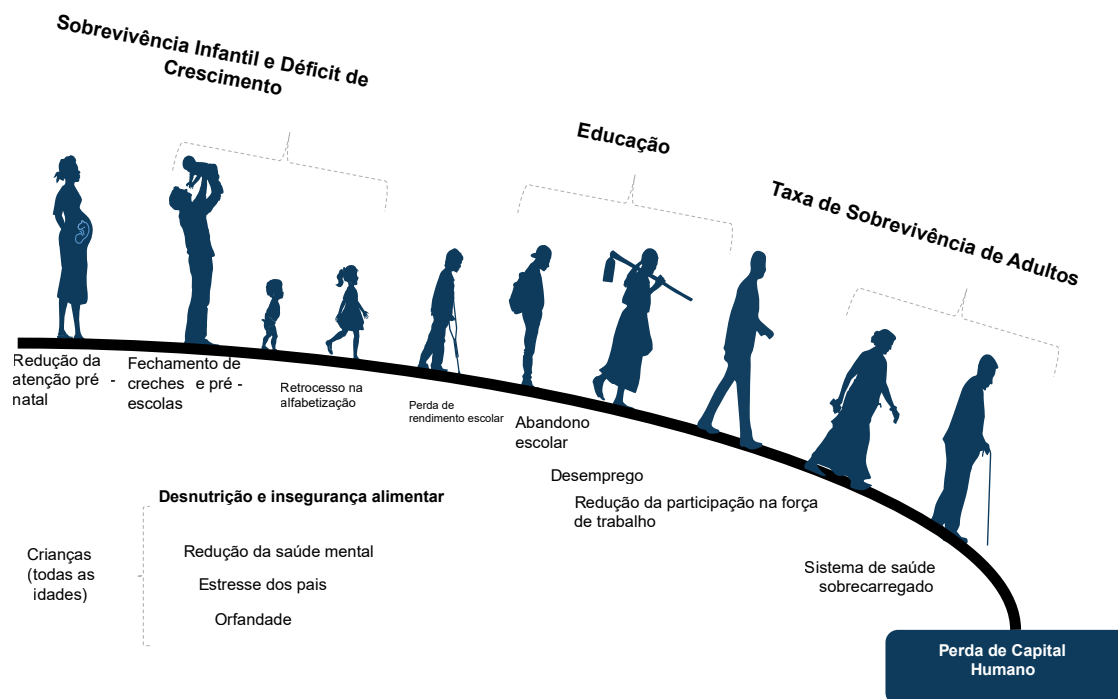 Sobrevivência Infantil e Déficit de
Crescimento
Educação
Taxa de Sobrevivência de Adultos
Redução da
atenção pré -
natal
Fechamento de
creches e pré -
escolas
Retrocesso na
alfabetização
Perda de
rendimento escolar
Abandono
escolar
Desemprego
Redução da participação na força
de trabalho
Sistema de saúde
sobrecarregado
Desnutrição e insegurança alimentar
Crianças
(todas as
idades)
Redução da saúde mental
Estresse dos pais
Orfandade
Perda de Capital
Humano